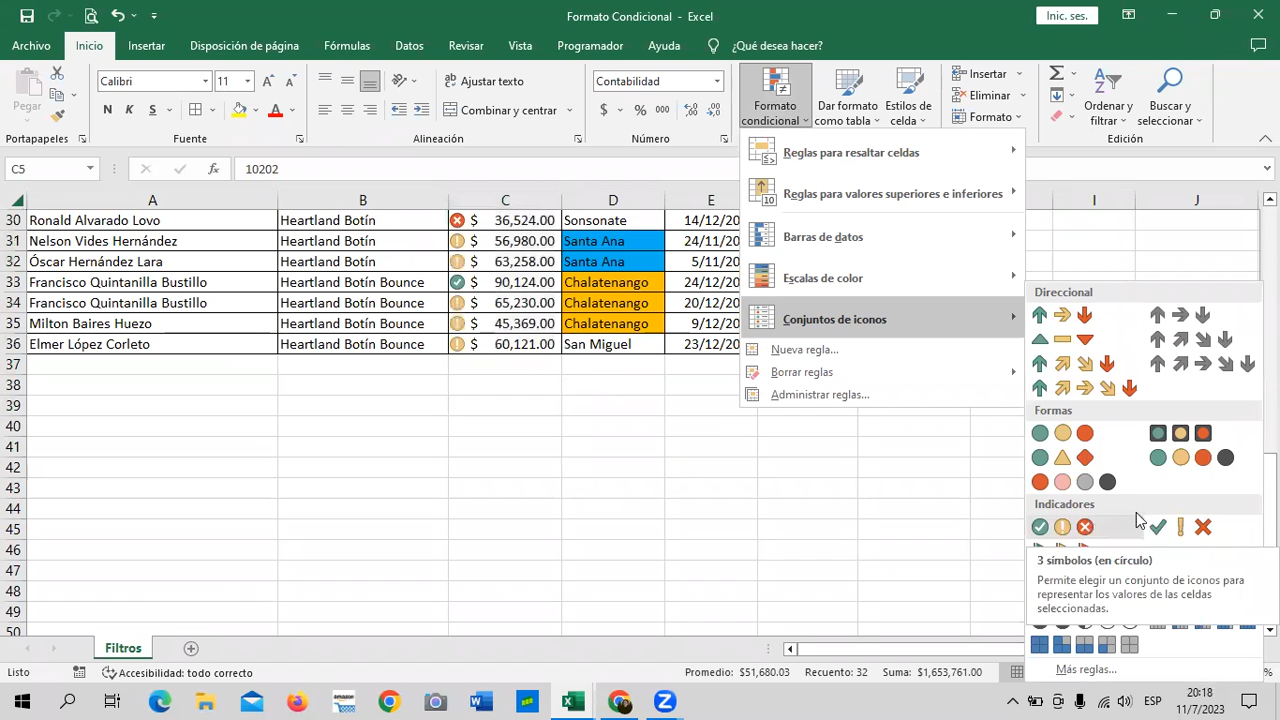 Formato Condicional - Excel
Inic. ses.
Archivo Inicio Insertar Disposición de página Fórmulas Datos Revisar Vista Programador Ayuda ¿Qué desea hacer?
Calibri 11 Ajustar texto Contabilidad Insertar
Pegar N K S A Combinar y centrar $ % 000 Formato condicional Dar formato como tabla Estilos de celda Eliminar Formato Ordenar y filtrar Buscar y seleccionar
Portapapeles Fuente Alineación Número Edición
C5 fx 10202
A B C D E I J
30 Ronald Alvarado Lovo Heartland Botín $ 36,524.00 Sonsonate 14/12/20
31 Nelson Vides Hernández Heartland Botín $ 26,980.00 Santa Ana 24/11/20
32 Óscar Hernández Lara Heartland Botín $ 63,258.00 Santa Ana 5/11/20
33 Francisco Quintanilla Bustillo Heartland Botín Bounce $ 90,124.00 Chalatenango 24/12/20
34 Francisco Quintanilla Bustillo Heartland Botín Bounce $ 65,230.00 Chalatenango 20/12/20
35 Milton Baires Huezo Heartland Botín Bounce $ 45,369.00 Chalatenango 9/12/20
36 Elmer López Corleto Heartland Botín Bounce $ 60,121.00 San Miguel 23/12/20
37
38
39
40
41
42
43
44
45
46
47
48
49
50
Reglas para resaltar celdas
Reglas para valores superiores e inferiores
10
Barras de datos
Escalas de color
Conjuntos de iconos
Nueva regla...
Borrar reglas
Administrar reglas...
Direccional
Formas
Indicadores
3 símbolos (en círculo)
Permite elegir un conjunto de iconos para
representar los valores de las celdas
seleccionadas.
Más reglas...
Filtros
Listo Accesibilidad: todo correcto Promedio: $51,680.03 Recuento: 32 Suma: $1,653,761.00 %
ESP 20:18
11/7/2023